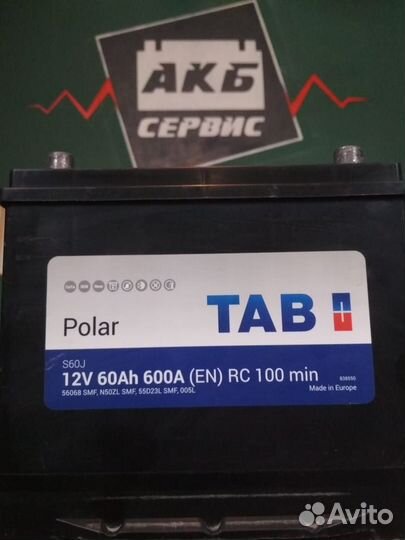 АКБ
СЕРВИС
TAB
Polar
S60J
12V 60Ah 600A (EN) RC 100 min
56068 SMF, N50ZL SMF, 55D23L SMF, 005L
Made in Europe
Avito